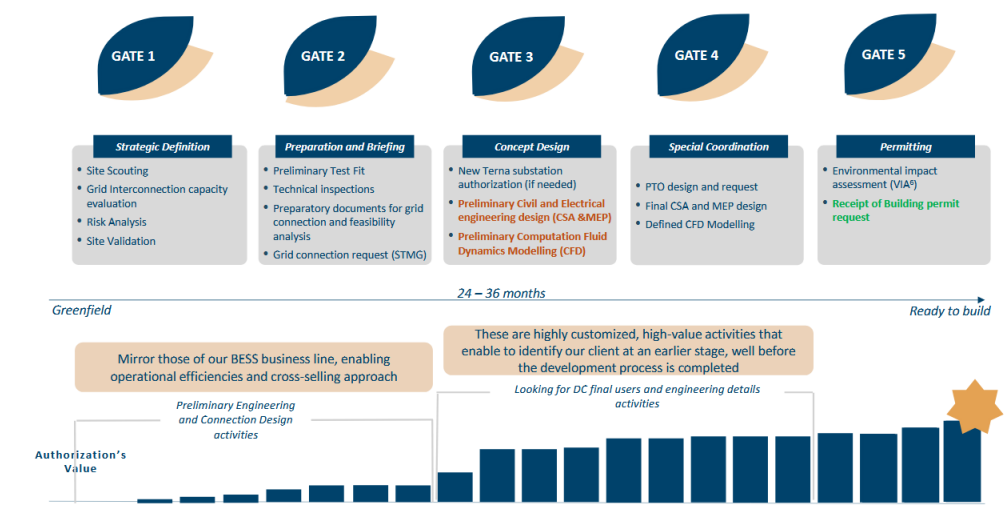 GATE 1
GATE 2
GATE 3
GATE 4
GATE 5
Strategic Definition
• Site Scouting
• Grid Interconnection capacity
evaluation
• Risk Analysis
• Site Validation
Preparation and Briefing
• Preliminary Test Fit
• Technical inspections
• Preparatory documents for grid
connection and feasibility
analysis
• Grid connection request (STMG)
Concept Design
• New Terna substation
authorization (if needed)
• Preliminary Civil and Electrical
engineering design (CSA &MEP)
• Preliminary Computation Fluid
Dynamics Modelling (CFD)
Special Coordination
• PTO design and request
• Final CSA and MEP design
• Defined CFD Modelling
Permitting
• Environmental impact
assessment (VIA⁶)
• Receipt of Building permit
request
24 – 36 months
Greenfield
Ready to build
Mirror those of our BESS business line, enabling
operational efficiencies and cross-selling approach
These are highly customized, high-value activities that
enable to identify our client at an earlier stage, well before
the development process is completed
Preliminary Engineering
and Connection Design
activities
Looking for DC final users and engineering details
activities
Authorization's
Value